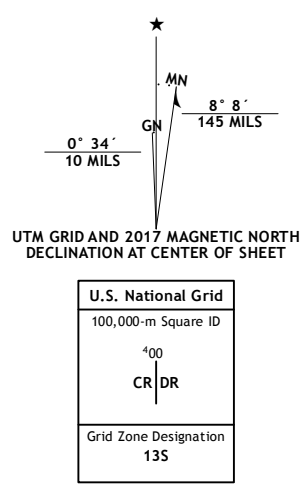 ★
MN
GN
8° 8´
145 MILS
0° 34´
10 MILS
UTM GRID AND 2017 MAGNETIC NORTH
DECLINATION AT CENTER OF SHEET
U.S. National Grid
100,000-m Square ID
⁴00
CR DR
Grid Zone Designation
13S